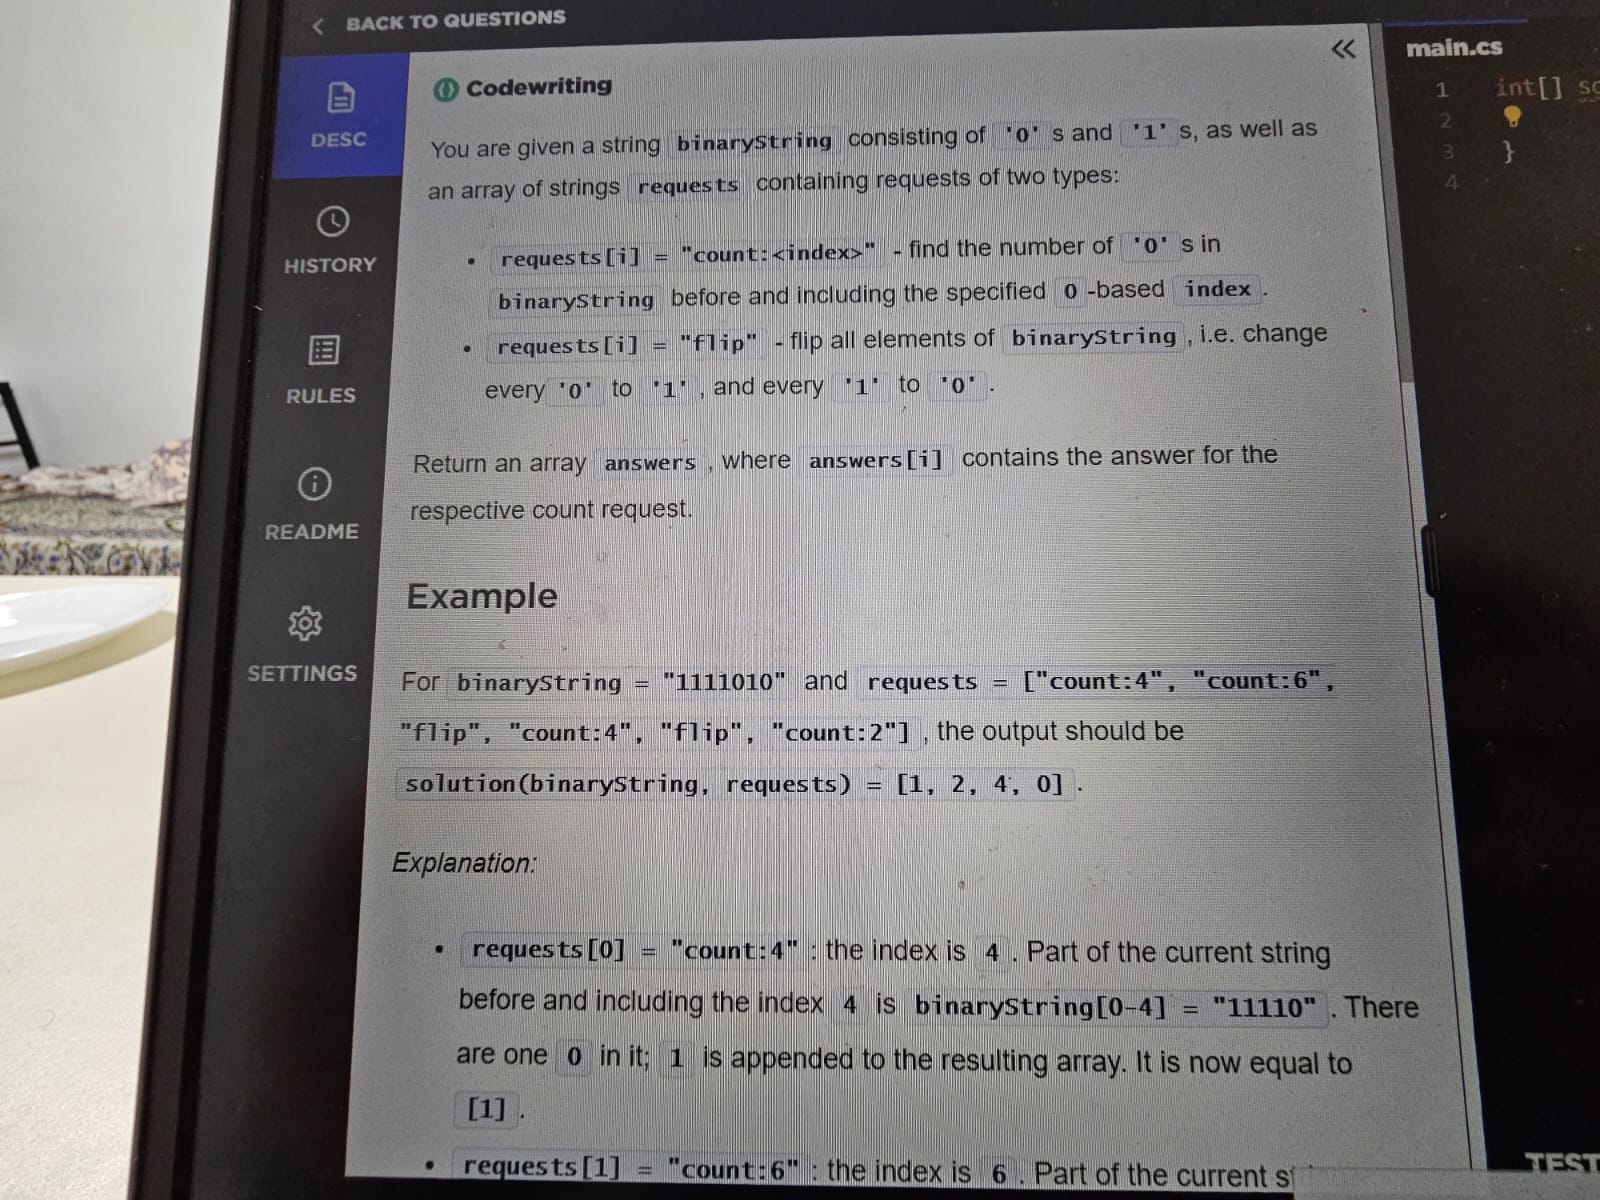 BACK TO QUESTIONS
DESC
HISTORY
RULES
README
SETTINGS
Codewriting
You are given a string binaryString consisting of '0' s and '1' s, as well as
an array of strings requests containing requests of two types:
• requests[i] = "count:<index>" - find the number of '0' s in
binaryString before and including the specified 0 -based index .
• requests[i] = "flip" - flip all elements of binaryString , i.e. change
every '0' to '1' , and every '1' to '0' .
Return an array answers , where answers[i] contains the answer for the
respective count request.
Example
For binaryString = "1111010" and requests = ["count:4", "count:6",
"flip", "count:4", "flip", "count:2"] , the output should be
solution(binaryString, requests) = [1, 2, 4, 0] .
Explanation:
• requests[0] = "count:4" : the index is 4 . Part of the current string
before and including the index 4 is binaryString[0-4] = "11110" . There
are one 0 in it; 1 is appended to the resulting array. It is now equal to
[1] .
• requests[1] = "count:6" : the index is 6 . Part of the current
main.cs
1 int[]
2
3 }
4
TEST